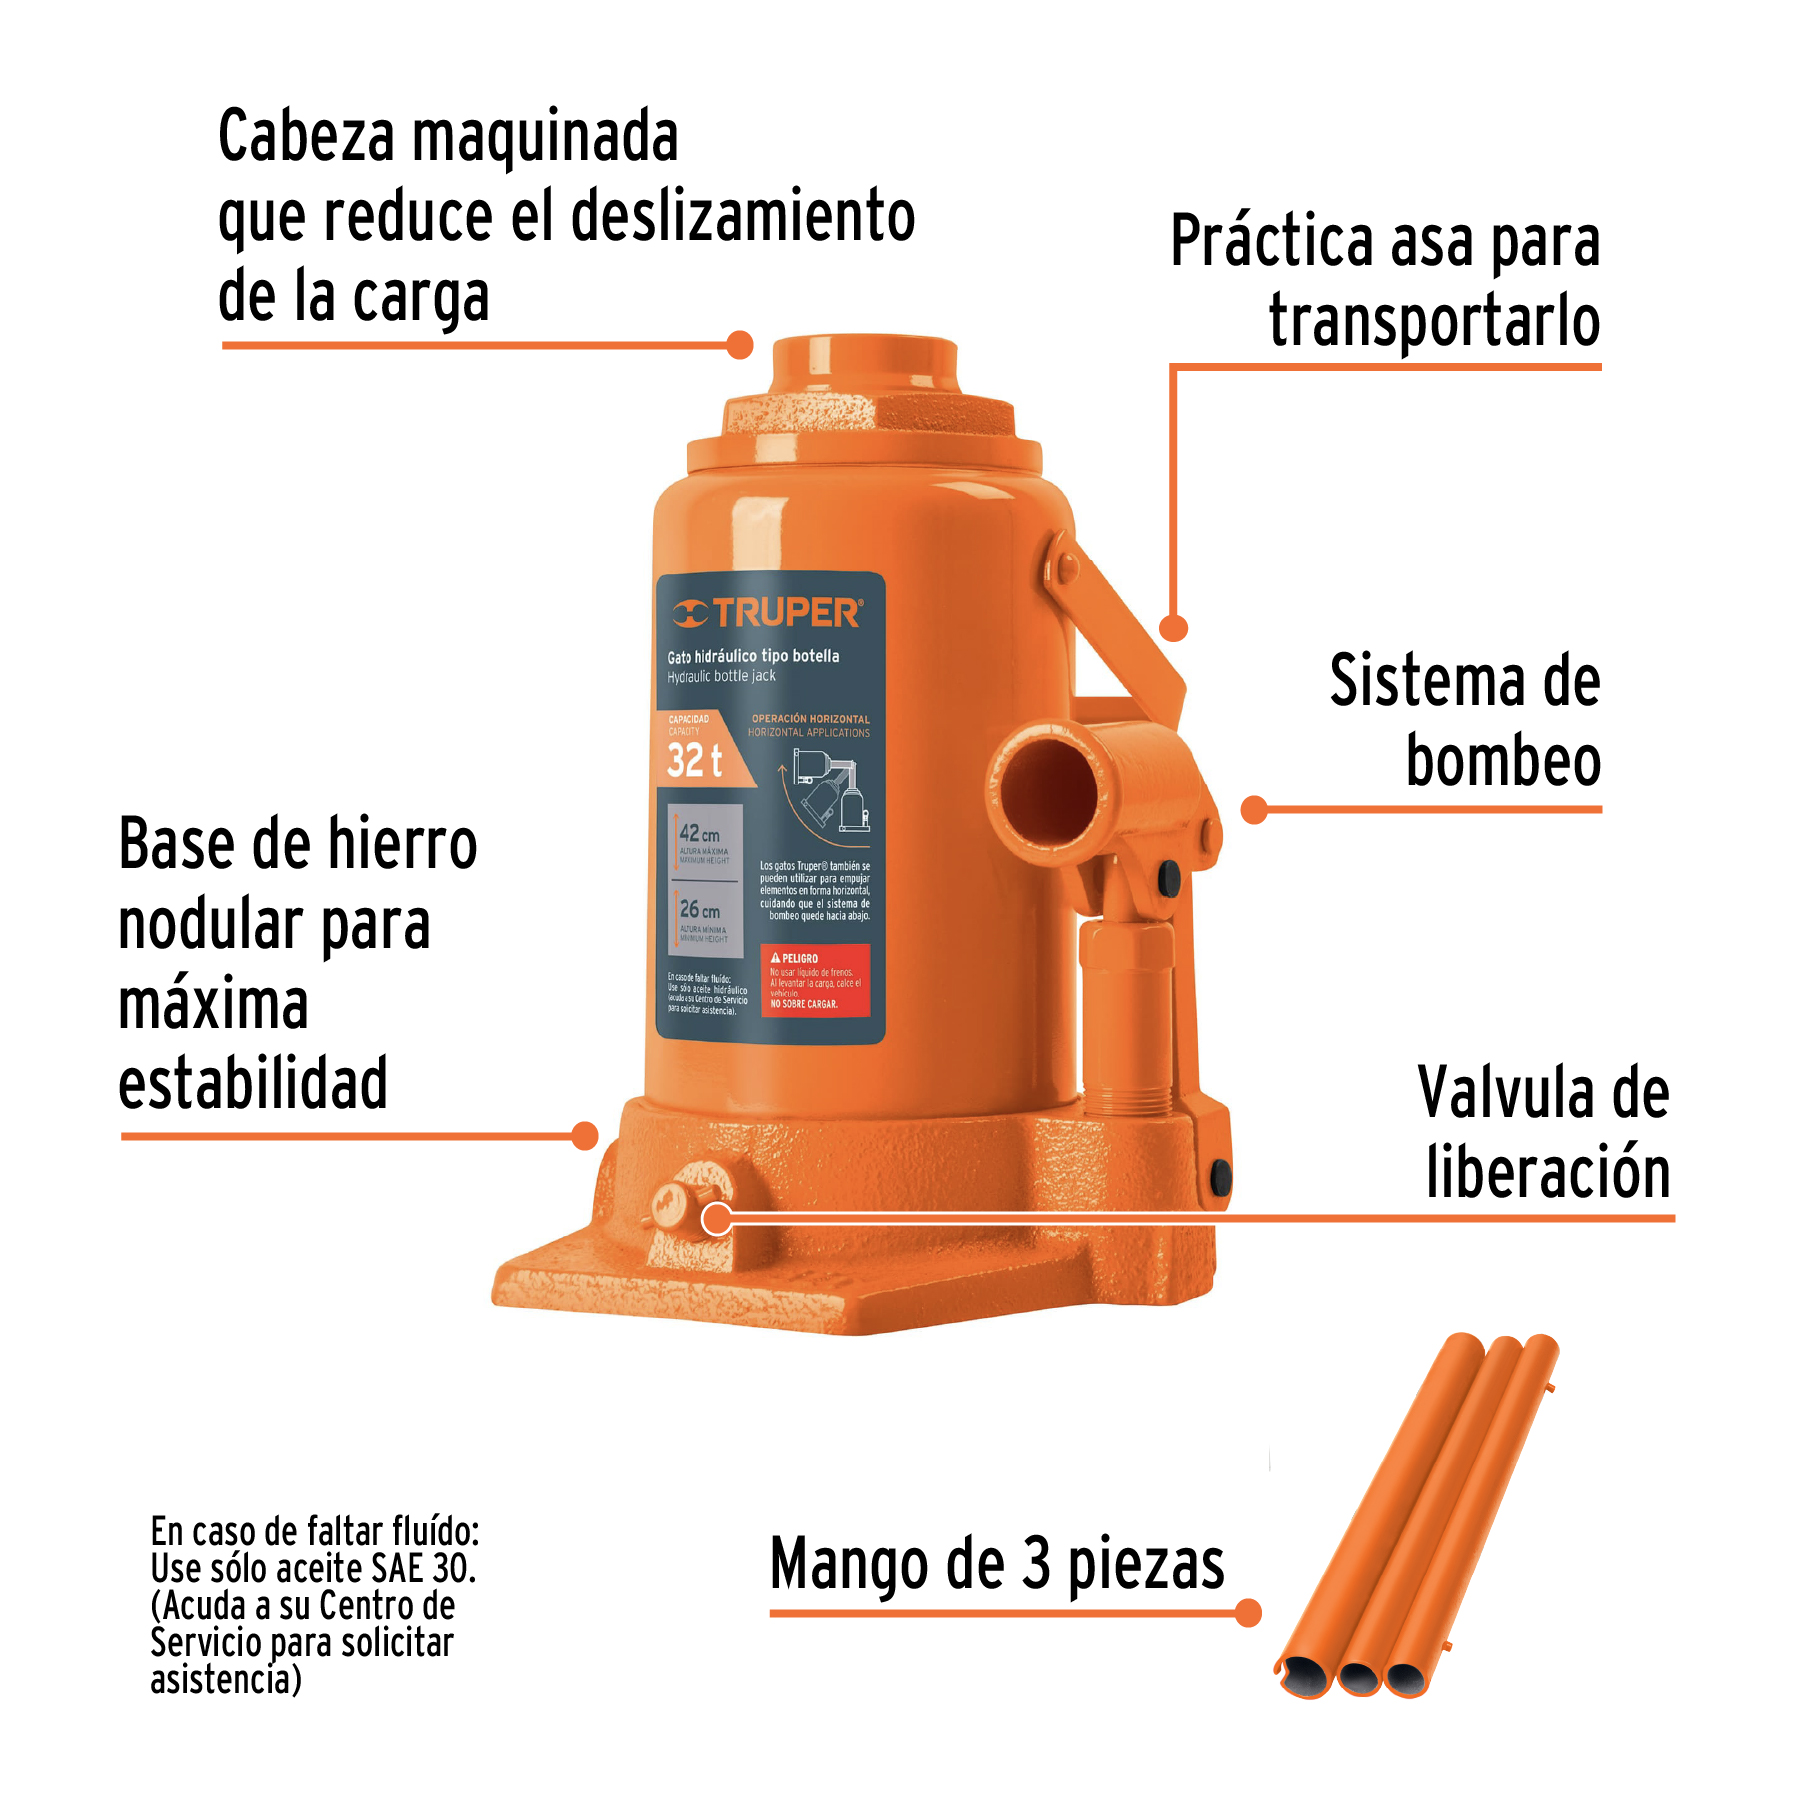 Cabeza maquinada
que reduce el deslizamiento
de la carga
Práctica asa para
transportarlo
Sistema de
bombeo
Base de hierro
nodular para
máxima
estabilidad
Valvula de
liberación
Mango de 3 piezas
En caso de faltar fluído:
Use sólo aceite SAE 30.
(Acuda a su Centro de
Servicio para solicitar
asistencia)
TRUPER®
Gato hidráulico tipo botella
Hydraulic bottle jack
CAPACIDAD
CAPACITY
32 t
OPERACIÓN HORIZONTAL
HORIZONTAL APPLICATIONS
42 cm
ALTURA MÁXIMA
MAXIMUM HEIGHT
26 cm
ALTURA MÍNIMA
MINIMUM HEIGHT
Los gatos Truper® también se
pueden utilizar para empujar
elementos en forma horizontal,
cuidando que el sistema de
bombeo quede hacia abajo.
En caso de faltar fluído:
Use sólo aceite hidráulico
(acuda a su Centro de Servicio
para solicitar asistencia).
PELIGRO
No usar líquido de frenos.
Al levantar la carga, calce el
vehículo.
NO SOBRE CARGAR.